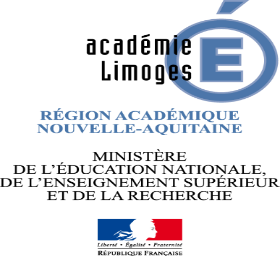 académie
Limoges
É
RÉGION ACADÉMIQUE
NOUVELLE-AQUITAINE
MINISTÈRE
DE L'ÉDUCATION NATIONALE,
DE L'ENSEIGNEMENT SUPÉRIEUR
ET DE LA RECHERCHE
Liberté • Égalité • Fraternité
RÉPUBLIQUE FRANÇAISE